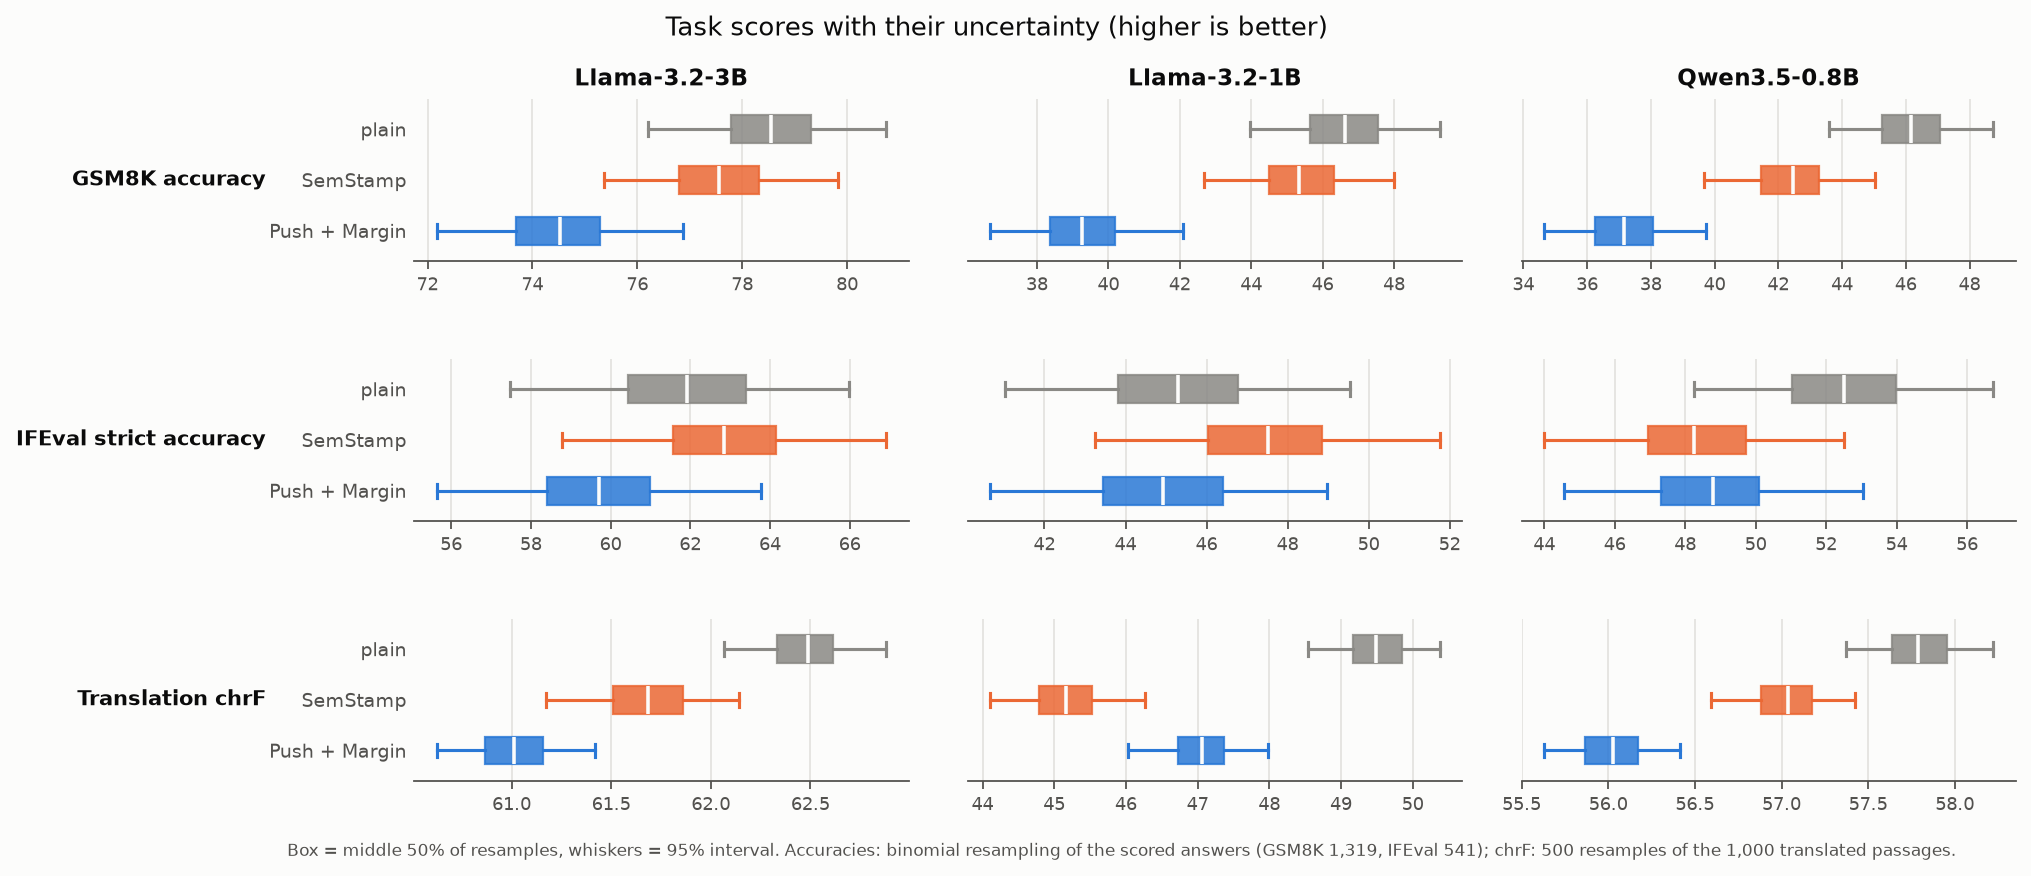 Task scores with their uncertainty (higher is better)
Llama-3.2-3B
Llama-3.2-1B
Qwen3.5-0.8B
GSM8K accuracy
plain
SemStamp
Push + Margin
72 74 76 78 80
38 40 42 44 46 48
34 36 38 40 42 44 46 48
IFEval strict accuracy
plain
SemStamp
Push + Margin
56 58 60 62 64 66
42 44 46 48 50 52
44 46 48 50 52 54 56
Translation chrF
plain
SemStamp
Push + Margin
61.0 61.5 62.0 62.5
44 45 46 47 48 49 50
55.5 56.0 56.5 57.0 57.5 58.0
Box = middle 50% of resamples, whiskers = 95% interval. Accuracies: binomial resampling of the scored answers (GSM8K 1,319, IFEval 541); chrF: 500 resamples of the 1,000 translated passages.